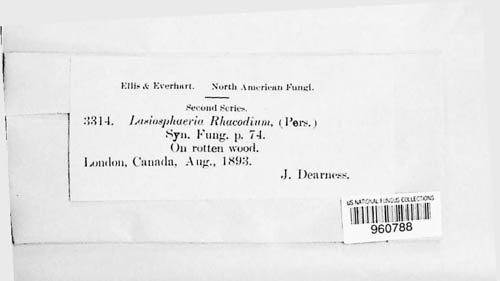 Ellis & Everhart. North American Fungi.
Second Series.
3314. Lasiosphaeria Rhacodium, (Pers.)
Syn. Fung. p. 74.
On rotten wood.
London, Canada, Aug., 1893.
J. Dearness.
US NATIONAL FUNGUS COLLECTIONS
960788